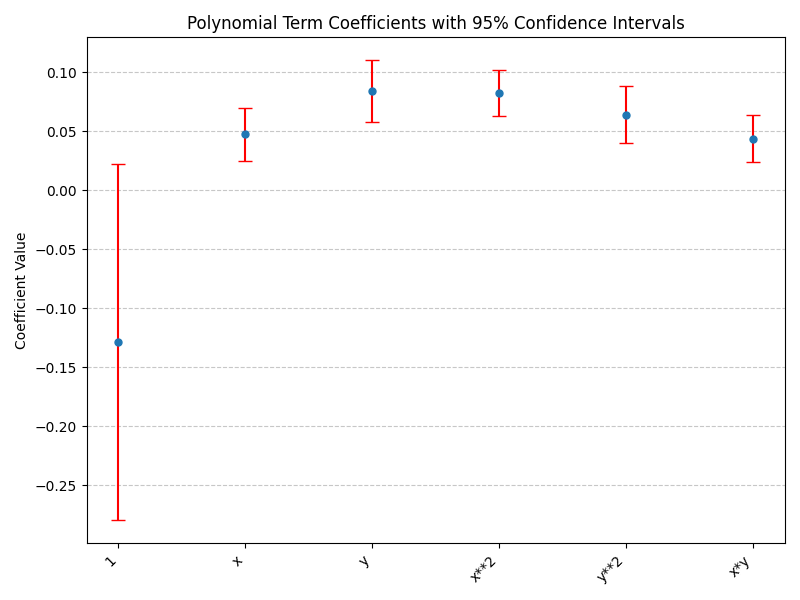 Polynomial Term Coefficients with 95% Confidence Intervals
Coefficient Value
0.10
0.05
0.00
−0.05
−0.10
−0.15
−0.20
−0.25
1
x
y
x**2
y**2
x*y